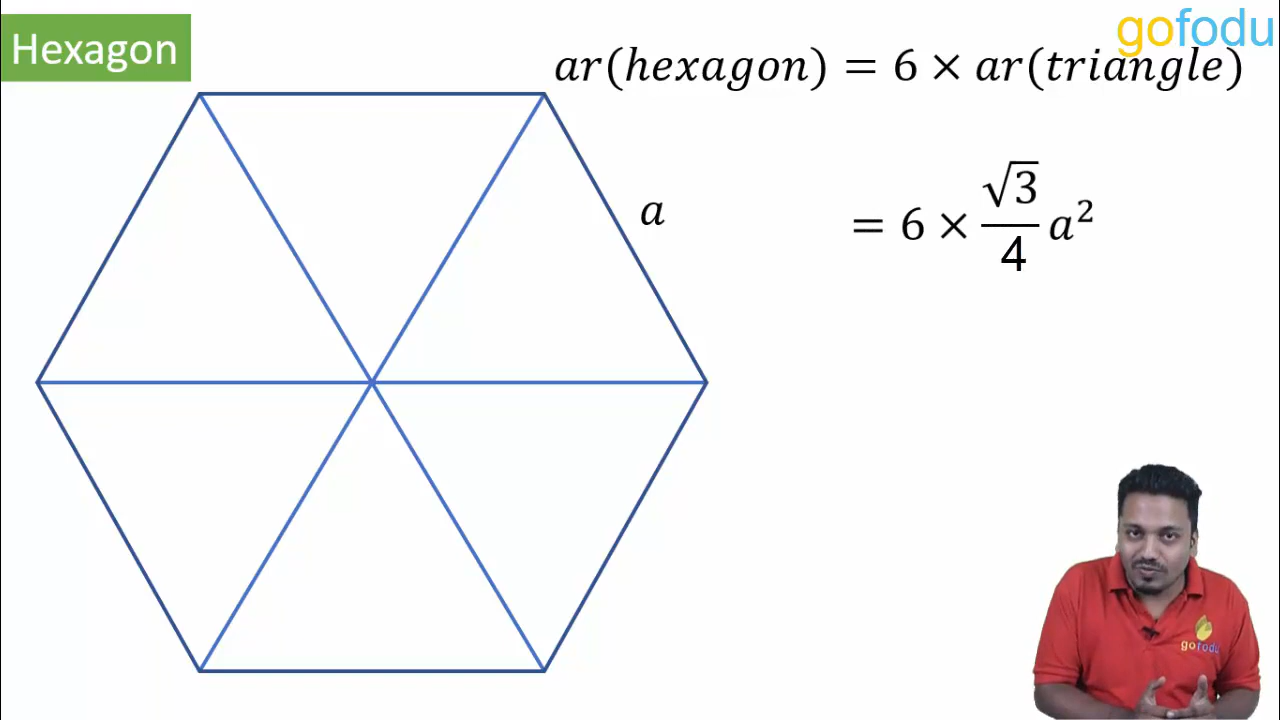 Hexagon
gofodu
ar(hexagon) = 6 × ar(triangle)
a
= 6 × √3/4 a²
gofodu